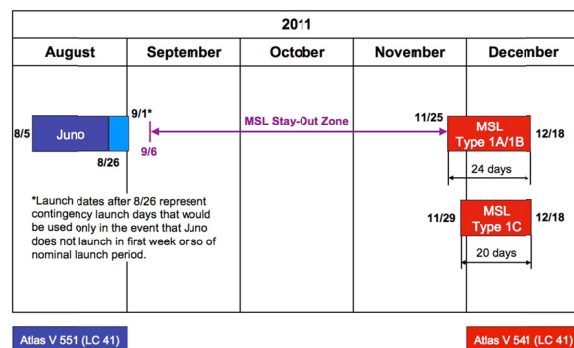 2011
August
September
October
November
December
9/1*
MSL Stay-Out Zone
11/25
8/5
Juno
MSL
Type 1A/1B
12/18
8/26
9/6
24 days
*Launch dates after 8/26 represent
contingency launch days that would
be used only in the event that Juno
does not launch in first week or so of
nominal launch period.
11/29
MSL
Type 1C
12/18
20 days
Atlas V 551 (LC 41)
Atlas V 541 (LC 41)